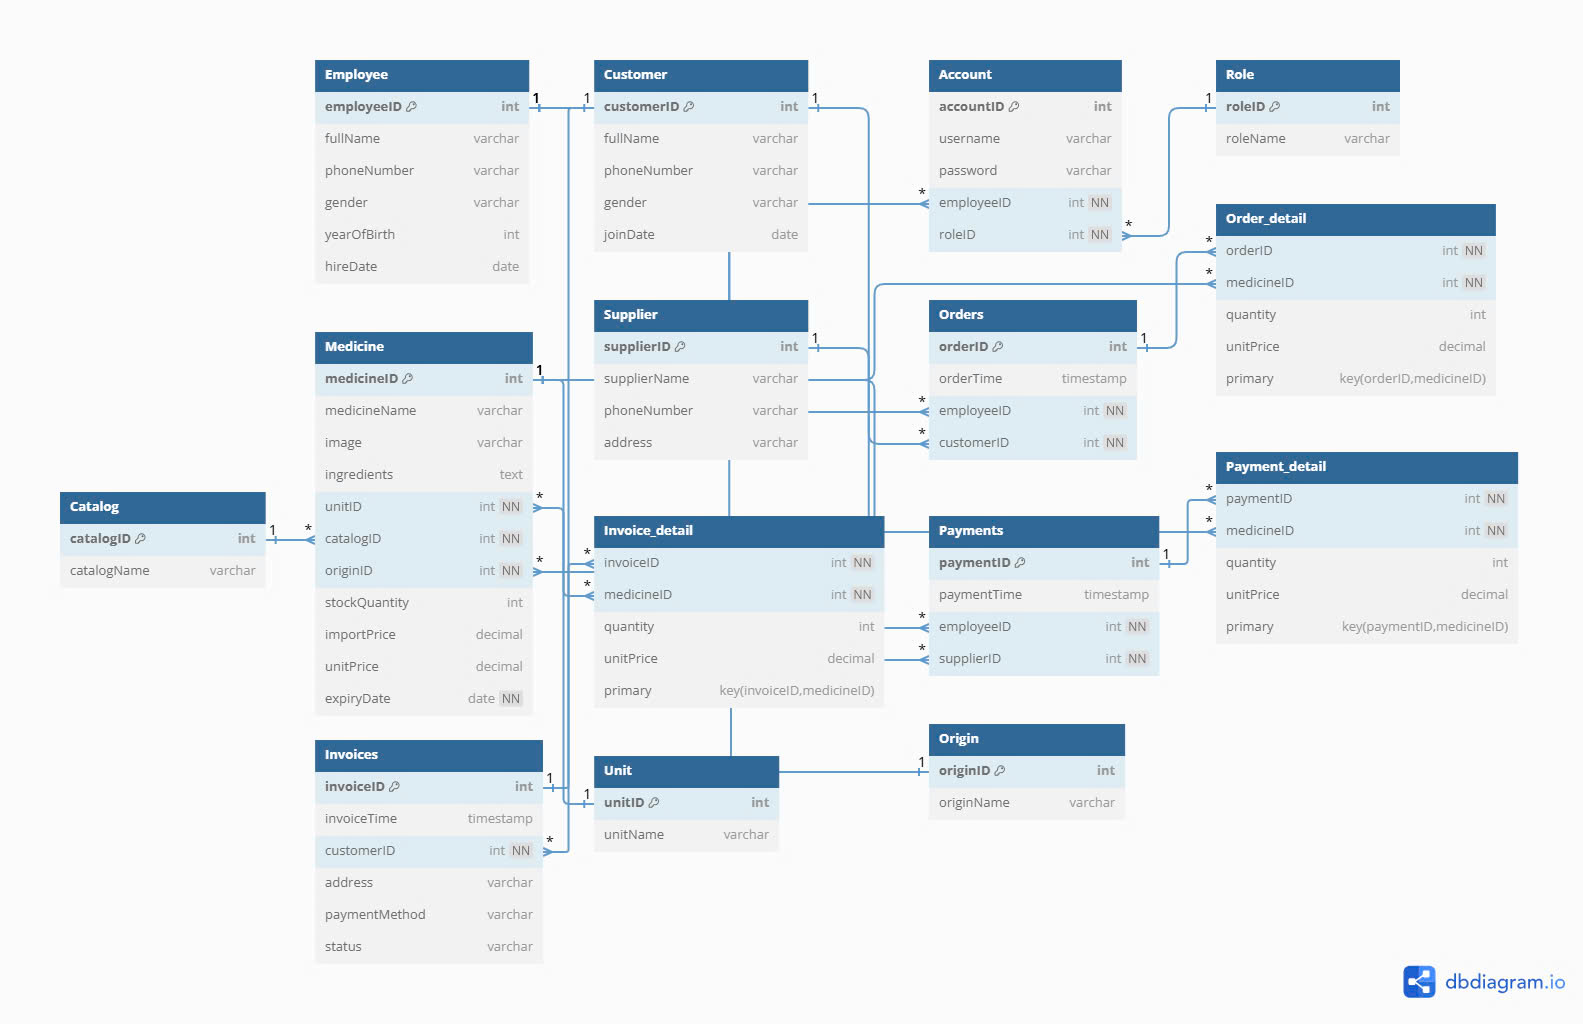 Employee
employeeID int
fullName varchar
phoneNumber varchar
gender varchar
yearOfBirth int
hireDate date
1
1
Customer
customerID int
fullName varchar
phoneNumber varchar
gender varchar
joinDate date
1
Account
accountID int
username varchar
password varchar
* employeeID int NN
roleID int NN *
1
Role
roleID int
roleName varchar
Order_detail
* orderID int NN
* medicineID int NN
quantity int
unitPrice decimal
primary key(orderID,medicineID)
Supplier
supplierID int 1
supplierName varchar
phoneNumber varchar
address varchar
Orders
orderID int 1
orderTime timestamp
* employeeID int NN
* customerID int NN
Medicine
medicineID int 1
medicineName varchar
image varchar
ingredients text
unitID int NN *
catalogID int NN
originID int NN *
stockQuantity int
importPrice decimal
unitPrice decimal
expiryDate date NN
Catalog
catalogID int 1 *
catalogName varchar
Invoice_detail
* invoiceID int NN
* medicineID int NN
quantity int
unitPrice decimal
primary key(invoiceID,medicineID)
Payments
paymentID int 1
paymentTime timestamp
* employeeID int NN
* supplierID int NN
Payment_detail
* paymentID int NN
* medicineID int NN
quantity int
unitPrice decimal
primary key(paymentID,medicineID)
Invoices
invoiceID int 1
invoiceTime timestamp
customerID int NN *
address varchar
paymentMethod varchar
status varchar
Unit
1 unitID int
unitName varchar
Origin
1 originID int
originName varchar
dbdiagram.io